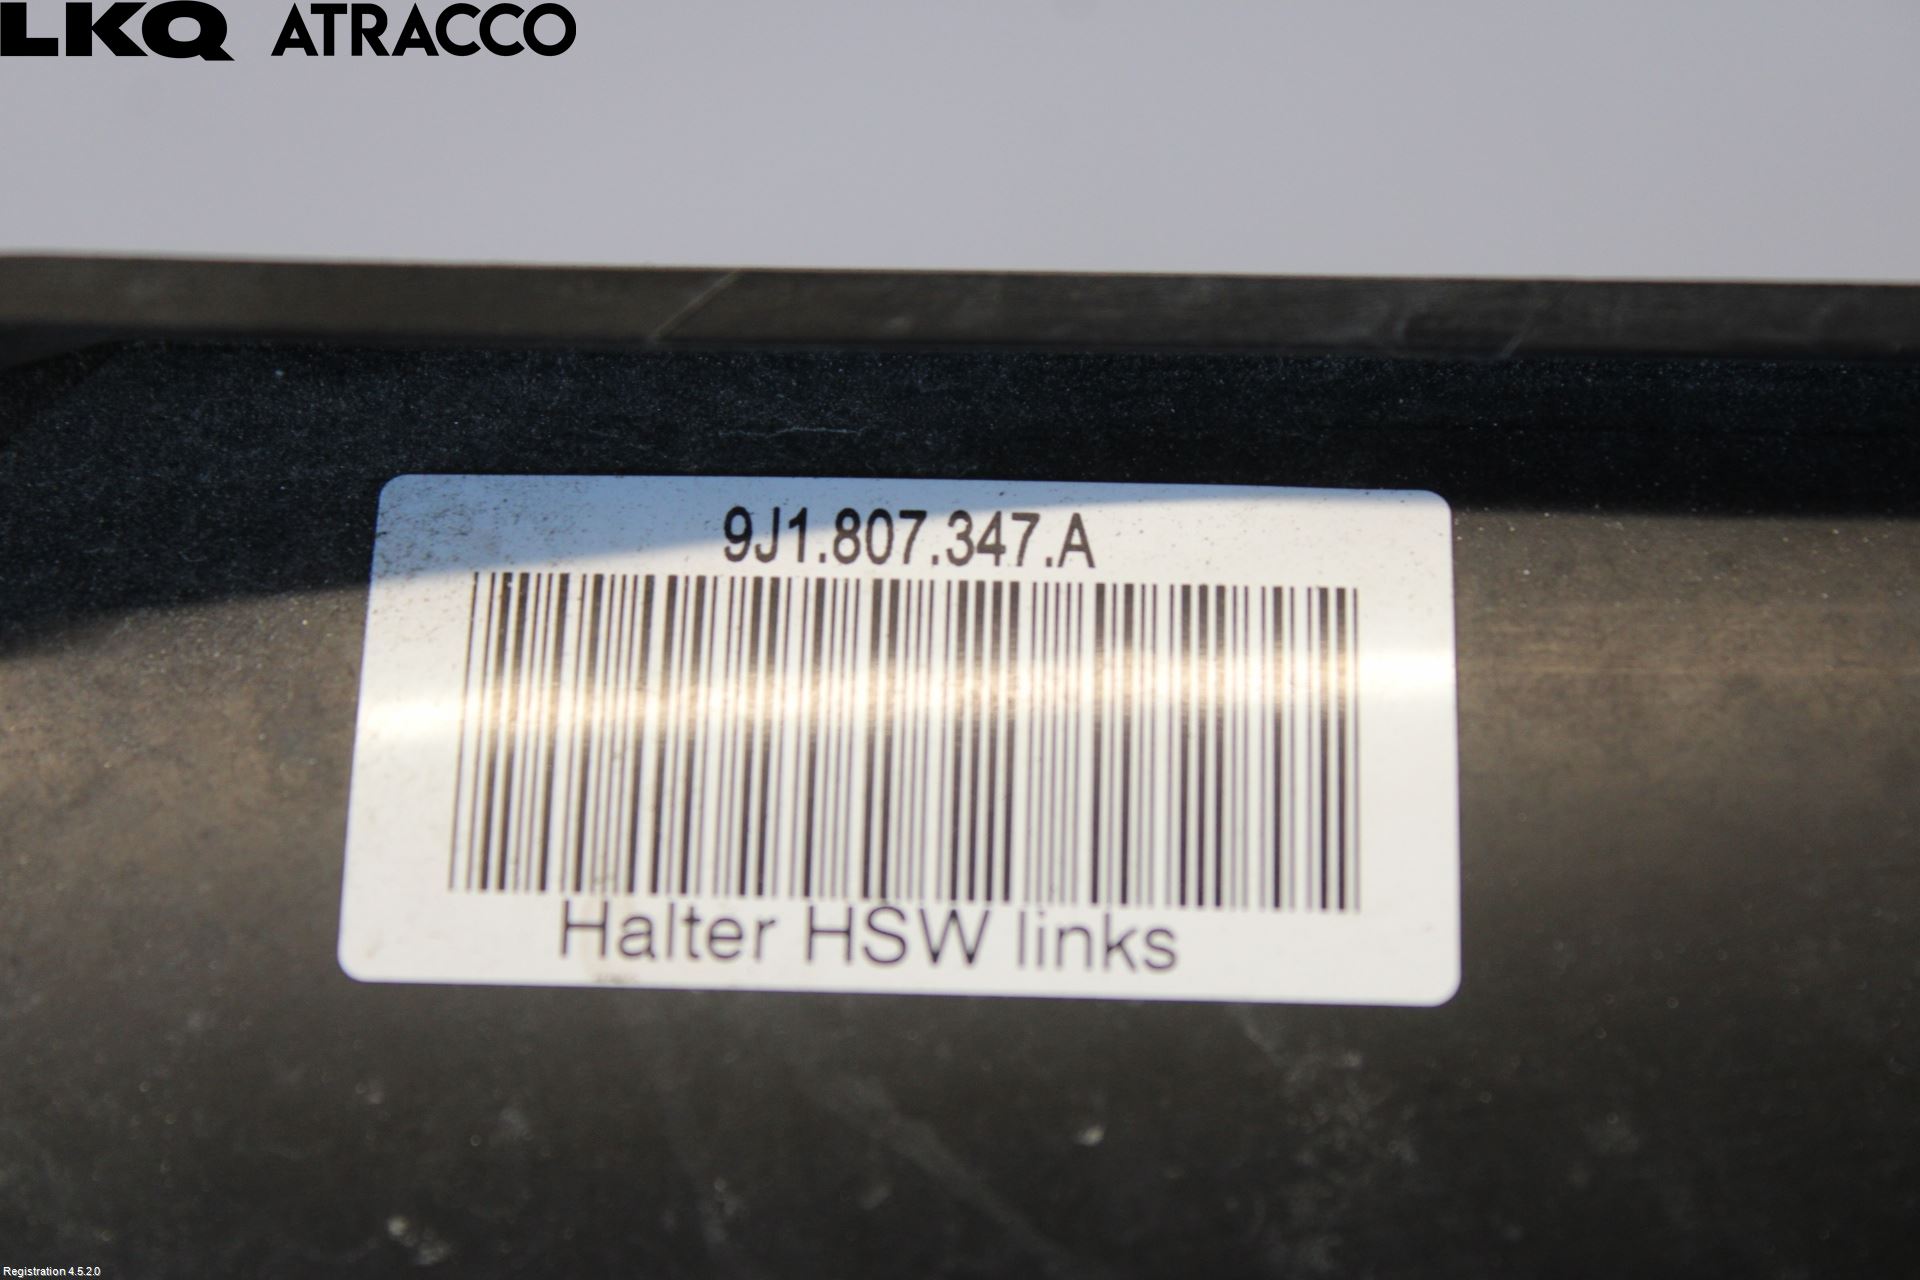 LKQ ATRACCO
9J1.807.347.A
Halter HSW links
Registration 4.5.2.0